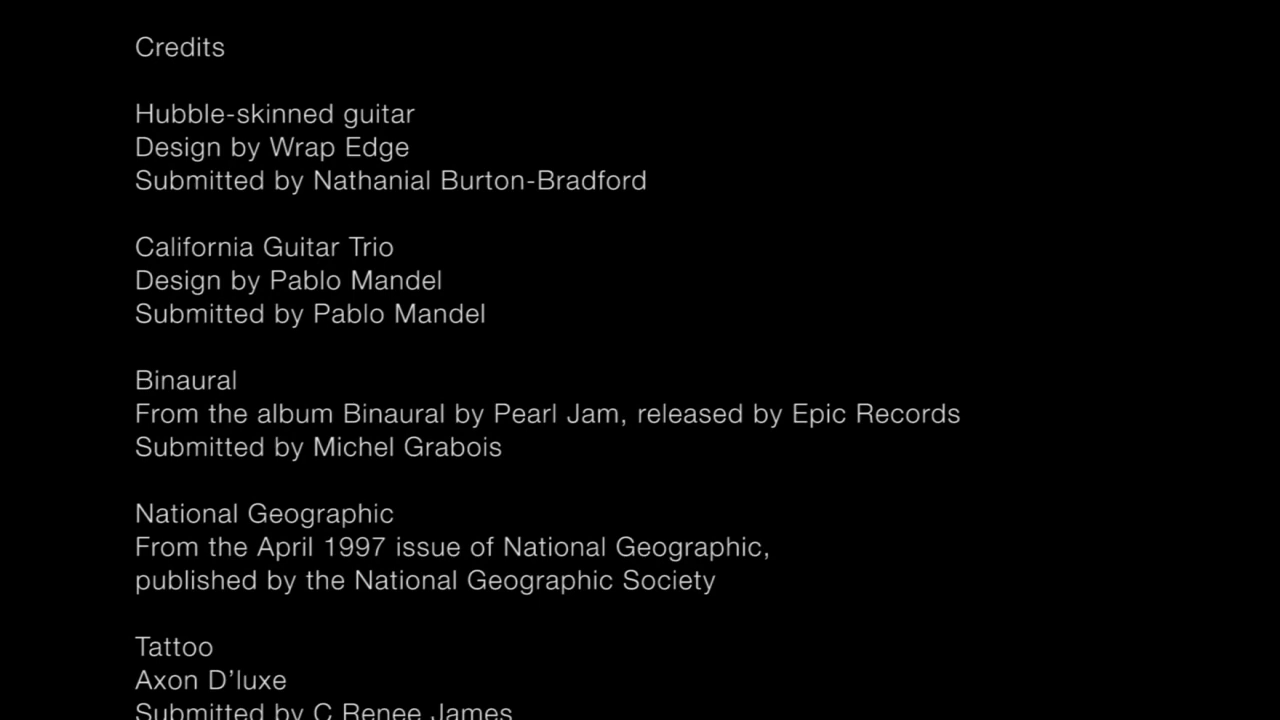 Credits
Hubble-skinned guitar
Design by Wrap Edge
Submitted by Nathanial Burton-Bradford
California Guitar Trio
Design by Pablo Mandel
Submitted by Pablo Mandel
Binaural
From the album Binaural by Pearl Jam, released by Epic Records
Submitted by Michel Grabois
National Geographic
From the April 1997 issue of National Geographic,
published by the National Geographic Society
Tattoo
Axon D’luxe
Submitted by C Renee James